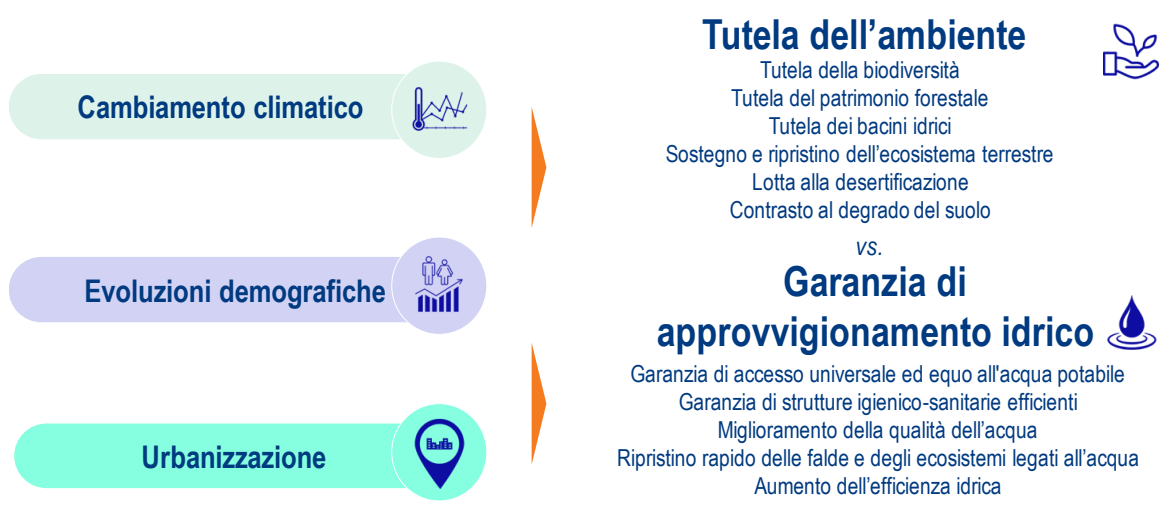 Cambiamento climatico
Evoluzioni demografiche
Urbanizzazione
Tutela dell’ambiente
Tutela della biodiversità
Tutela del patrimonio forestale
Tutela dei bacini idrici
Sostegno e ripristino dell’ecosistema terrestre
Lotta alla desertificazione
Contrasto al degrado del suolo
vs.
Garanzia di
approvvigionamento idrico
Garanzia di accesso universale ed equo all'acqua potabile
Garanzia di strutture igienico-sanitarie efficienti
Miglioramento della qualità dell’acqua
Ripristino rapido delle falde e degli ecosistemi legati all’acqua
Aumento dell’efficienza idrica